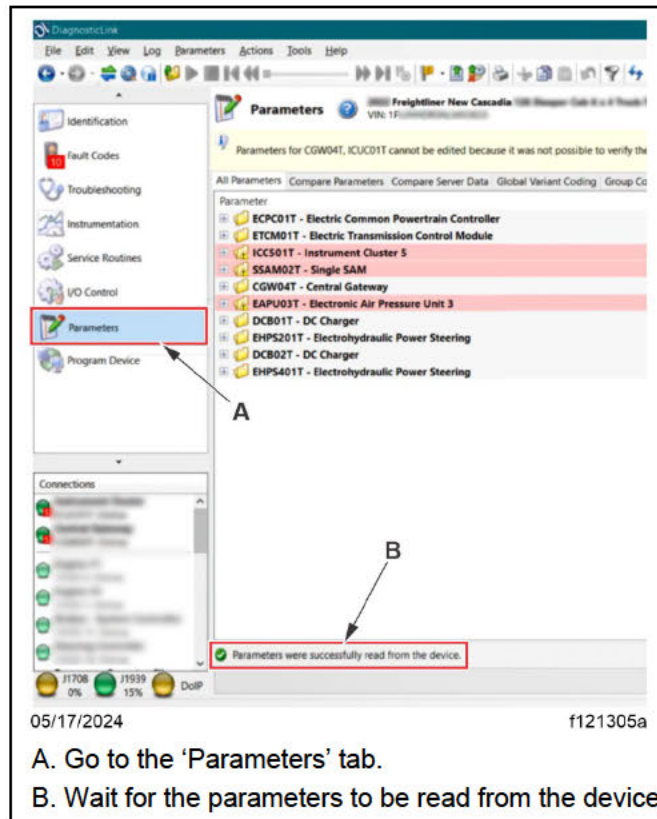 DiagnosticLink
File Edit View Log Parameters Actions Tools Help
Identification
10
Fault Codes
Troubleshooting
Instrumentation
Service Routines
I/O Control
Parameters
Program Device
A
Connections
J1708
0%
J1939
15%
DoIP
Parameters
Freightliner New Cascadia
VIN: 1F
Parameters for CGW04T, ICUC01T cannot be edited because it was not possible to verify the
All Parameters Compare Parameters Compare Server Data Global Variant Coding Group Co
Parameter
ECPC01T - Electric Common Powertrain Controller
ETCM01T - Electric Transmission Control Module
ICC501T - Instrument Cluster 5
SSAM02T - Single SAM
CGW04T - Central Gateway
EAPU03T - Electronic Air Pressure Unit 3
DCB01T - DC Charger
EHPS201T - Electrohydraulic Power Steering
DCB02T - DC Charger
EHPS401T - Electrohydraulic Power Steering
B
Parameters were successfully read from the device.
05/17/2024 f121305a
A. Go to the ‘Parameters’ tab.
B. Wait for the parameters to be read from the device